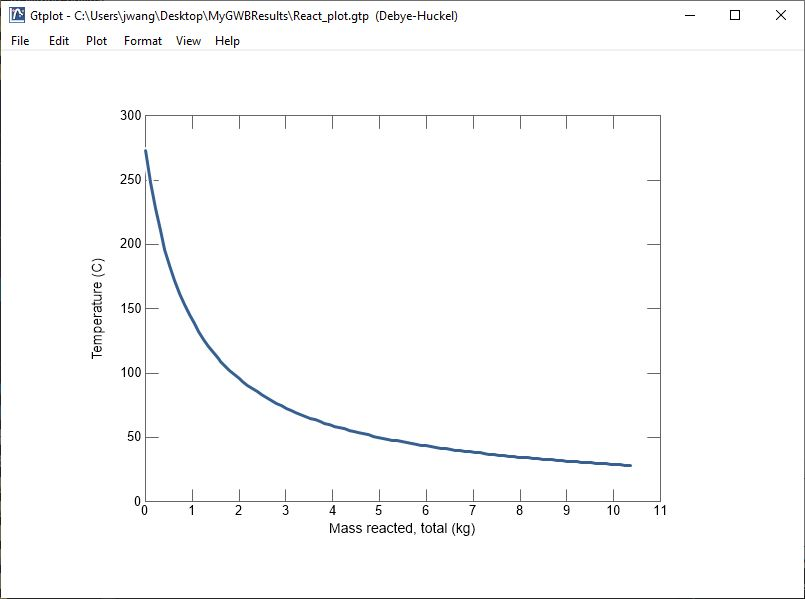 Gtplot - C:\Users\jwang\Desktop\MyGWBResults\React_plot.gtp (Debye-Huckel)
File Edit Plot Format View Help
300
250
200
150
100
50
0
Temperature (C)
0 1 2 3 4 5 6 7 8 9 10 11
Mass reacted, total (kg)